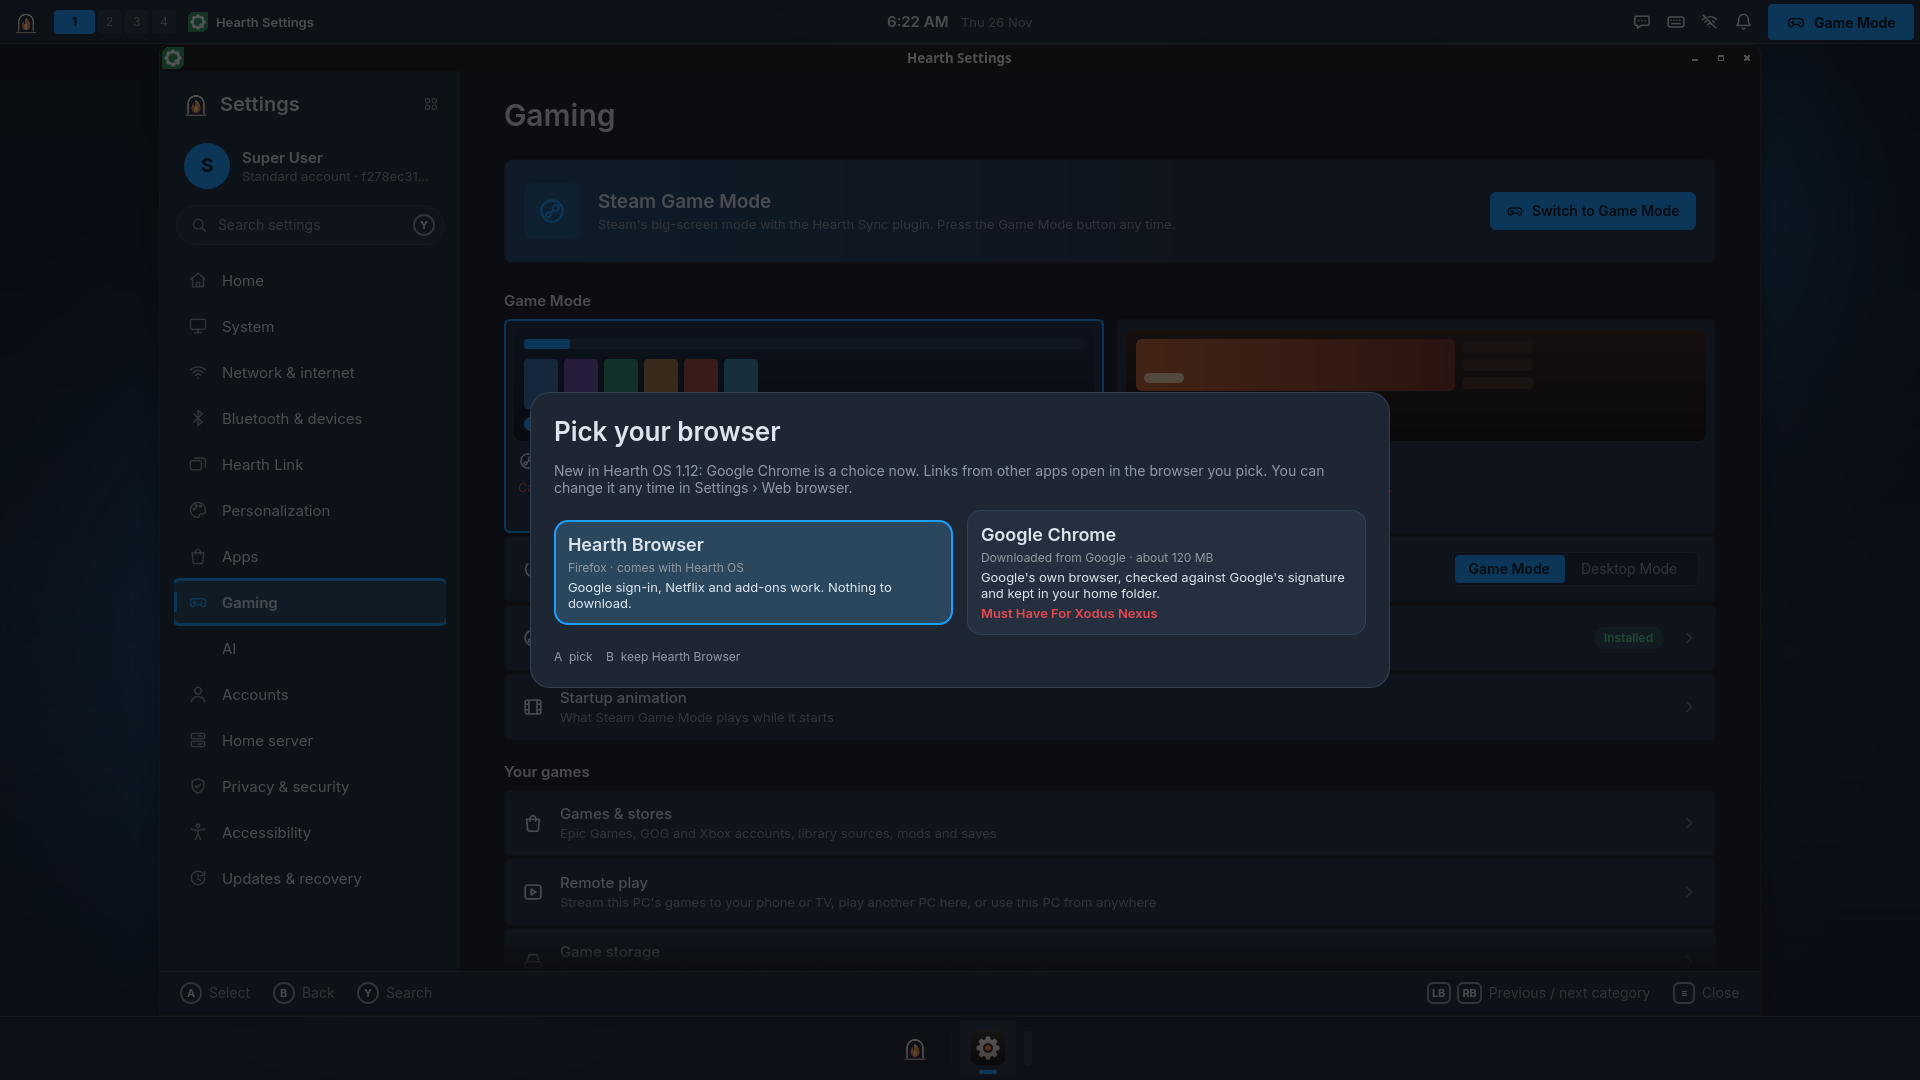 1 2 3 4 Hearth Settings
6:22 AM Thu 26 Nov
Game Mode
Hearth Settings
Settings
S
Super User
Standard account · f278ec31...
Search settings Y
Home
System
Network & internet
Bluetooth & devices
Hearth Link
Personalization
Apps
Gaming
AI
Accounts
Home server
Privacy & security
Accessibility
Updates & recovery
Gaming
Steam Game Mode
Steam's big-screen mode with the Hearth Sync plugin. Press the Game Mode button any time.
Switch to Game Mode
Game Mode
Pick your browser
New in Hearth OS 1.12: Google Chrome is a choice now. Links from other apps open in the browser you pick. You can
change it any time in Settings › Web browser.
Hearth Browser
Firefox · comes with Hearth OS
Google sign-in, Netflix and add-ons work. Nothing to
download.
Google Chrome
Downloaded from Google · about 120 MB
Google's own browser, checked against Google's signature
and kept in your home folder.
Must Have For Xodus Nexus
A pick B keep Hearth Browser
Game Mode Desktop Mode
Installed
Startup animation
What Steam Game Mode plays while it starts
Your games
Games & stores
Epic Games, GOG and Xbox accounts, library sources, mods and saves
Remote play
Stream this PC's games to your phone or TV, play another PC here, or use this PC from anywhere
Game storage
A Select B Back Y Search
LB RB Previous / next category Close